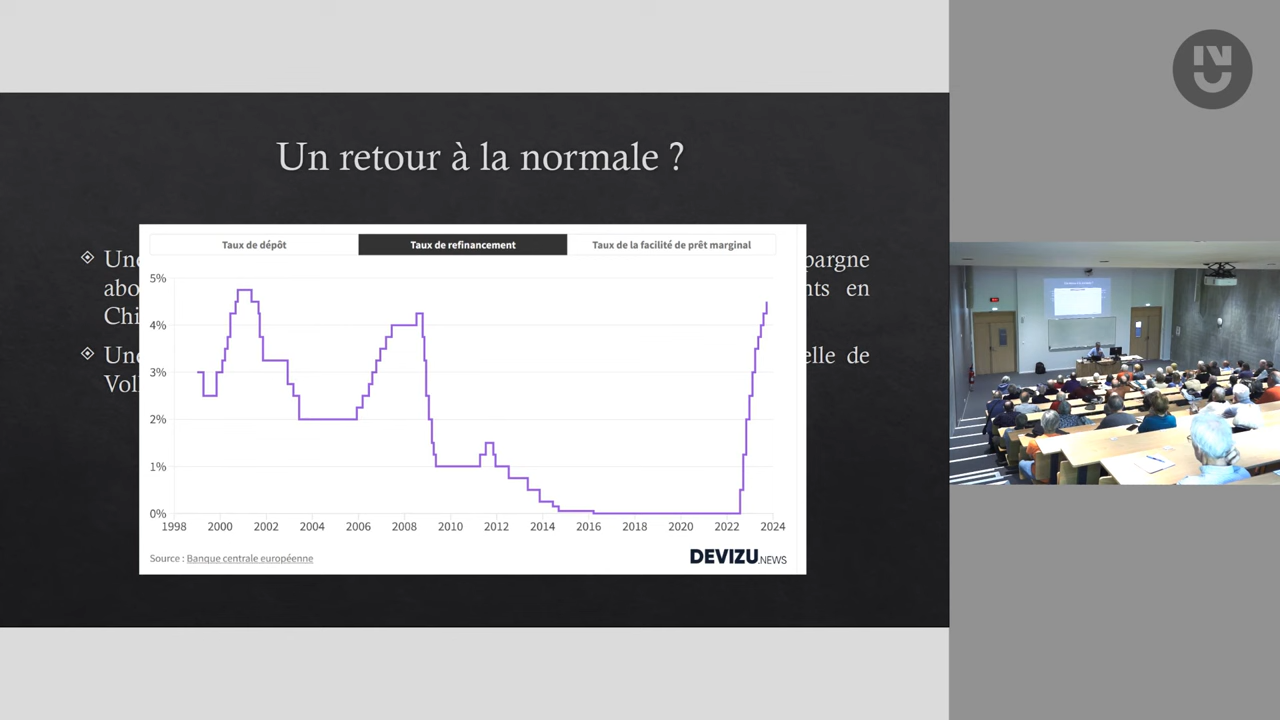 Un retour à la normale ?
Taux de dépôt
Taux de refinancement
Taux de la facilité de prêt marginal
5%
4%
3%
2%
1%
0%
1998 2000 2002 2004 2006 2008 2010 2012 2014 2016 2018 2020 2022 2024
Source : Banque centrale européenne
DEVIZU.NEWS
Une
abo
nts en
Chi
Une
elle de
Vol
pargne